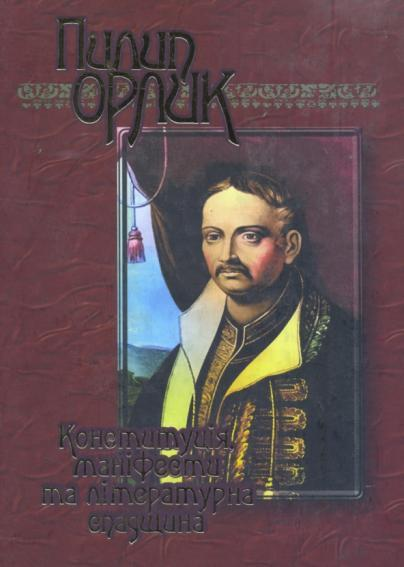 Пилип
ОРЛИК
Конституція,
маніфести
та літературна
спадщина